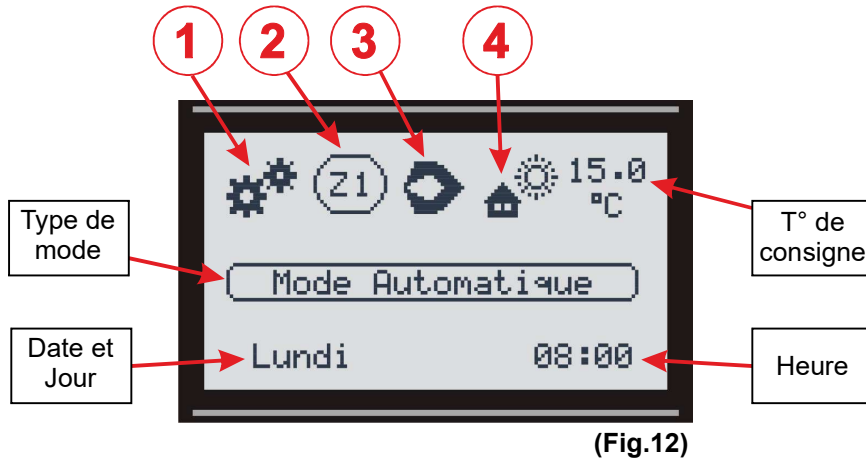 1 2 3 4
Z1 15.0
°C
Type de
mode
T° de
consigne
Mode Automatique
Date et
Jour
Lundi 08:00
Heure
(Fig.12)